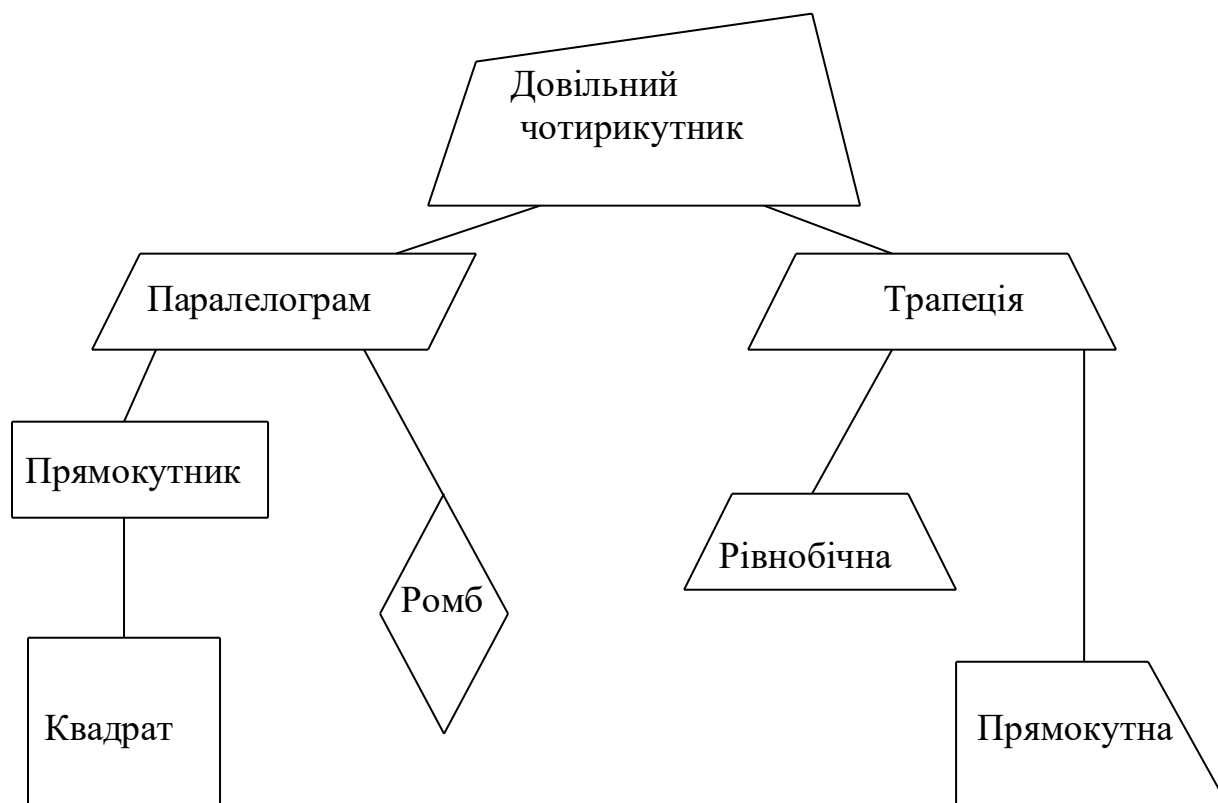 Довільний
чотирикутник
Паралелограм
Трапеція
Прямокутник
Рівнобічна
Ромб
Квадрат
Прямокутна